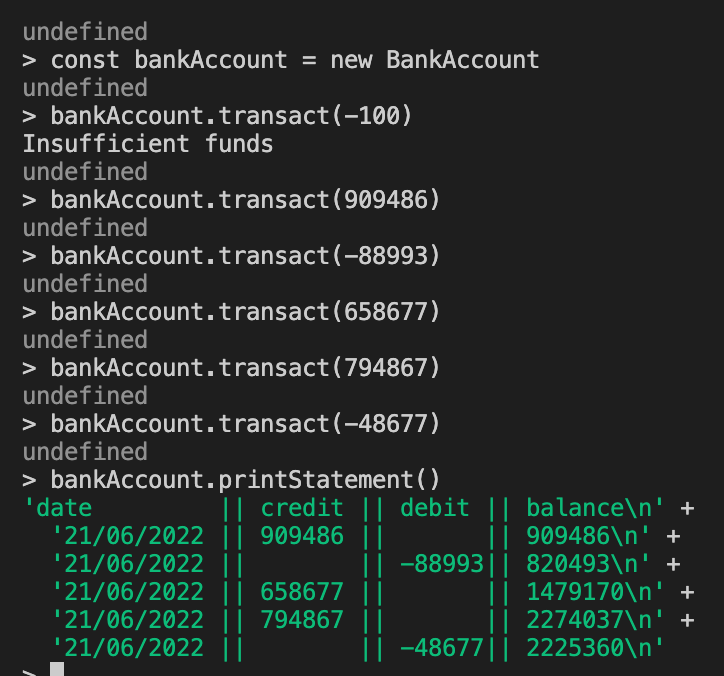 undefined
> const bankAccount = new BankAccount
undefined
> bankAccount.transact(-100)
Insufficient funds
undefined
> bankAccount.transact(909486)
undefined
> bankAccount.transact(-88993)
undefined
> bankAccount.transact(658677)
undefined
> bankAccount.transact(794867)
undefined
> bankAccount.transact(-48677)
undefined
> bankAccount.printStatement()
'date         || credit || debit || balance\n' +
  '21/06/2022 || 909486 ||       || 909486\n' +
  '21/06/2022 ||        || -88993|| 820493\n' +
  '21/06/2022 || 658677 ||       || 1479170\n' +
  '21/06/2022 || 794867 ||       || 2274037\n' +
  '21/06/2022 ||        || -48677|| 2225360\n'
>